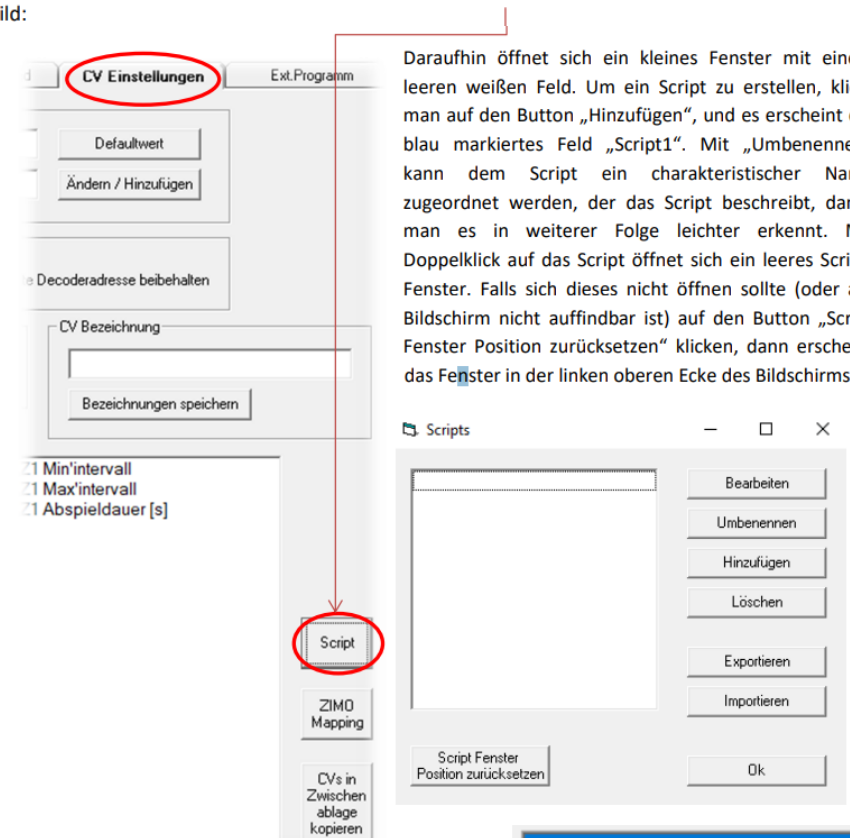 ild:
CV Einstellungen
Ext.Programm
Defaultwert
Ändern / Hinzufügen
Decoderadresse beibehalten
CV Bezeichnung
Bezeichnungen speichern
Z1 Min'intervall
Z1 Max'intervall
Z1 Abspieldauer [s]
Script
ZIMO
Mapping
CVs in
Zwischen
ablage
kopieren
Daraufhin öffnet sich ein kleines Fenster mit eine
leeren weißen Feld. Um ein Script zu erstellen, kli
man auf den Button „Hinzufügen“, und es erscheint
blau markiertes Feld „Script1“. Mit „Umbenenne
kann dem Script ein charakteristischer Na
zugeordnet werden, der das Script beschreibt, da
man es in weiterer Folge leichter erkennt. M
Doppelklick auf das Script öffnet sich ein leeres Scri
Fenster. Falls sich dieses nicht öffnen sollte (oder a
Bildschirm nicht auffindbar ist) auf den Button „Scr
Fenster Position zurücksetzen“ klicken, dann ersche
das Fenster in der linken oberen Ecke des Bildschirms
Scripts
Bearbeiten
Umbenennen
Hinzufügen
Löschen
Exportieren
Importieren
Script Fenster
Position zurücksetzen
Ok